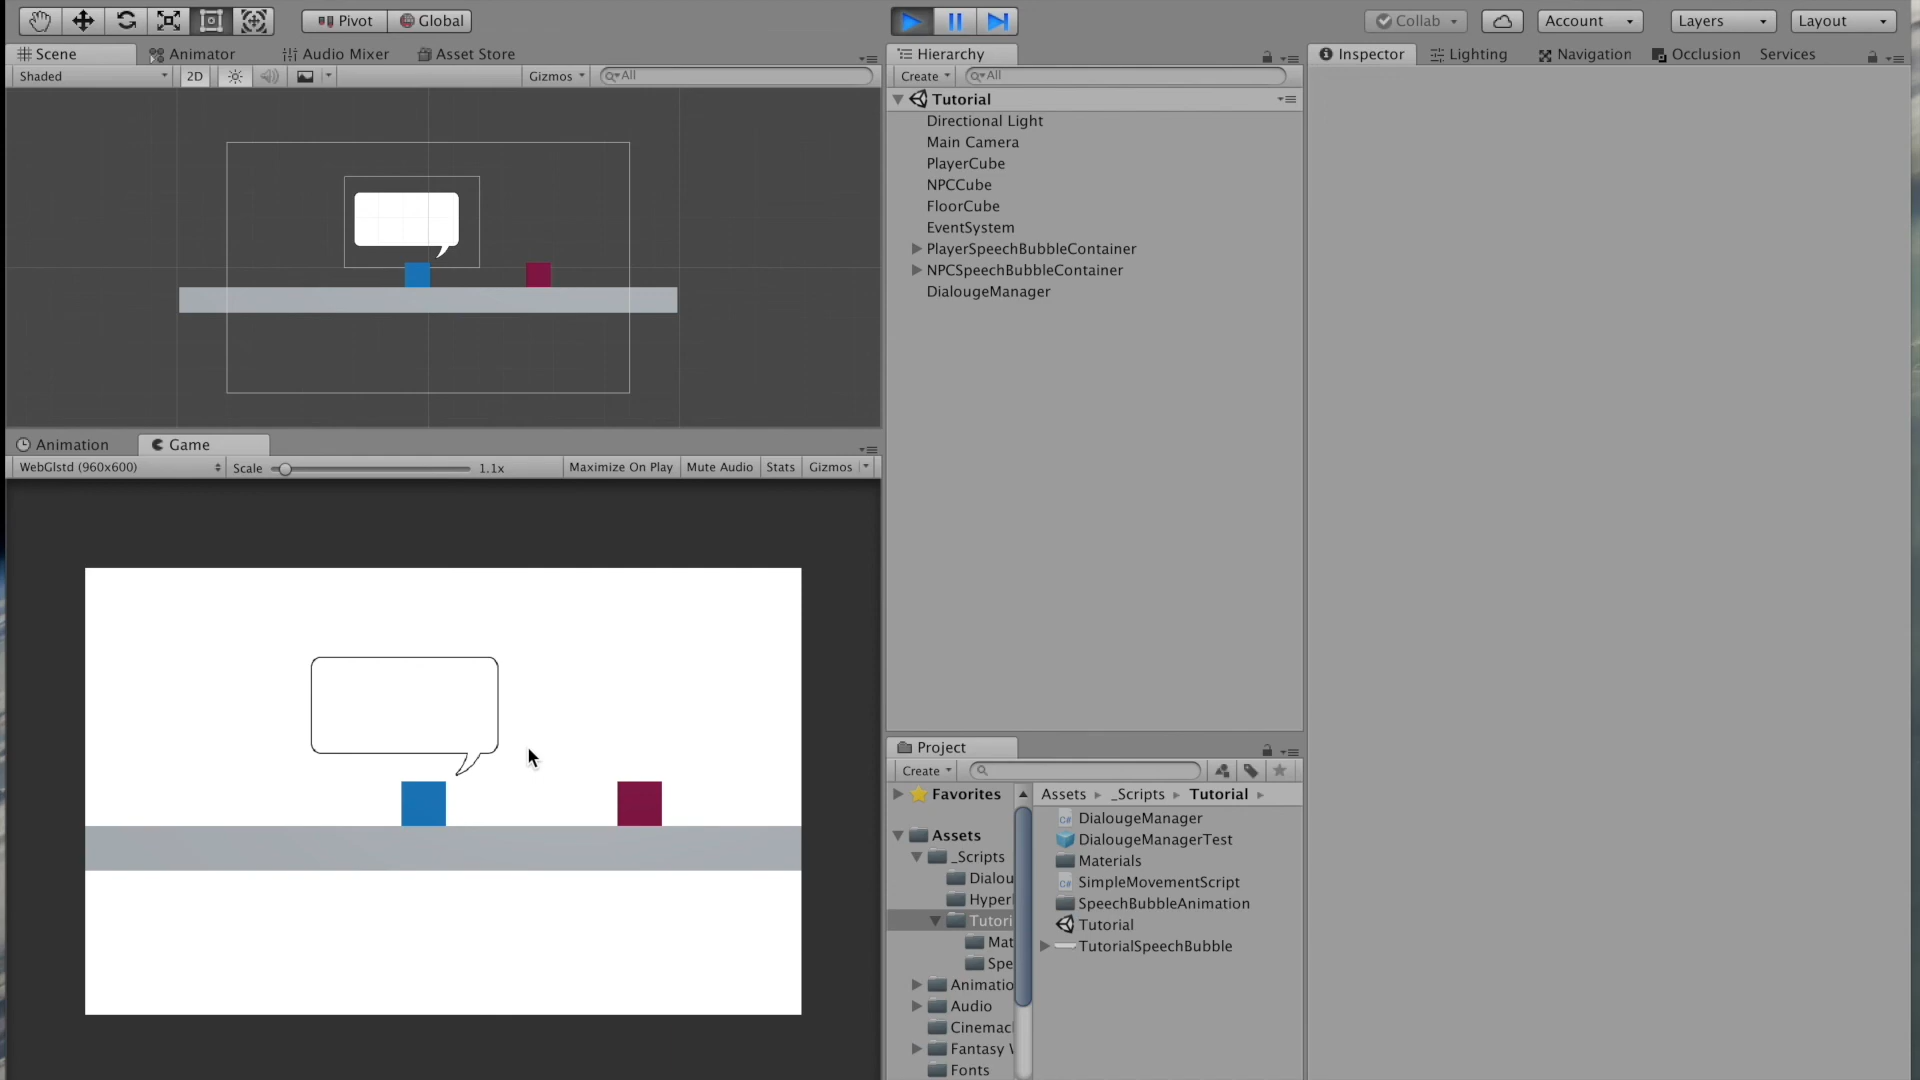 Pivot Global Collab Account Layers Layout
Scene Animator Audio Mixer Asset Store
Shaded 2D Gizmos All
Hierarchy
Create All
Tutorial
Directional Light
Main Camera
PlayerCube
NPCCube
FloorCube
EventSystem
PlayerSpeechBubbleContainer
NPCSpeechBubbleContainer
DialougeManager
Inspector Lighting Navigation Occlusion Services
Animation Game
WebGlstd (960x600) Scale 1.1x Maximize On Play Mute Audio Stats Gizmos
Project
Create
Favorites
Assets
_Scripts
Dialou
Hyperl
Tutori
Mat
Spe
Animatio
Audio
Cinemac
Fantasy W
Fonts
Assets _Scripts Tutorial
DialougeManager
DialougeManagerTest
Materials
SimpleMovementScript
SpeechBubbleAnimation
Tutorial
TutorialSpeechBubble